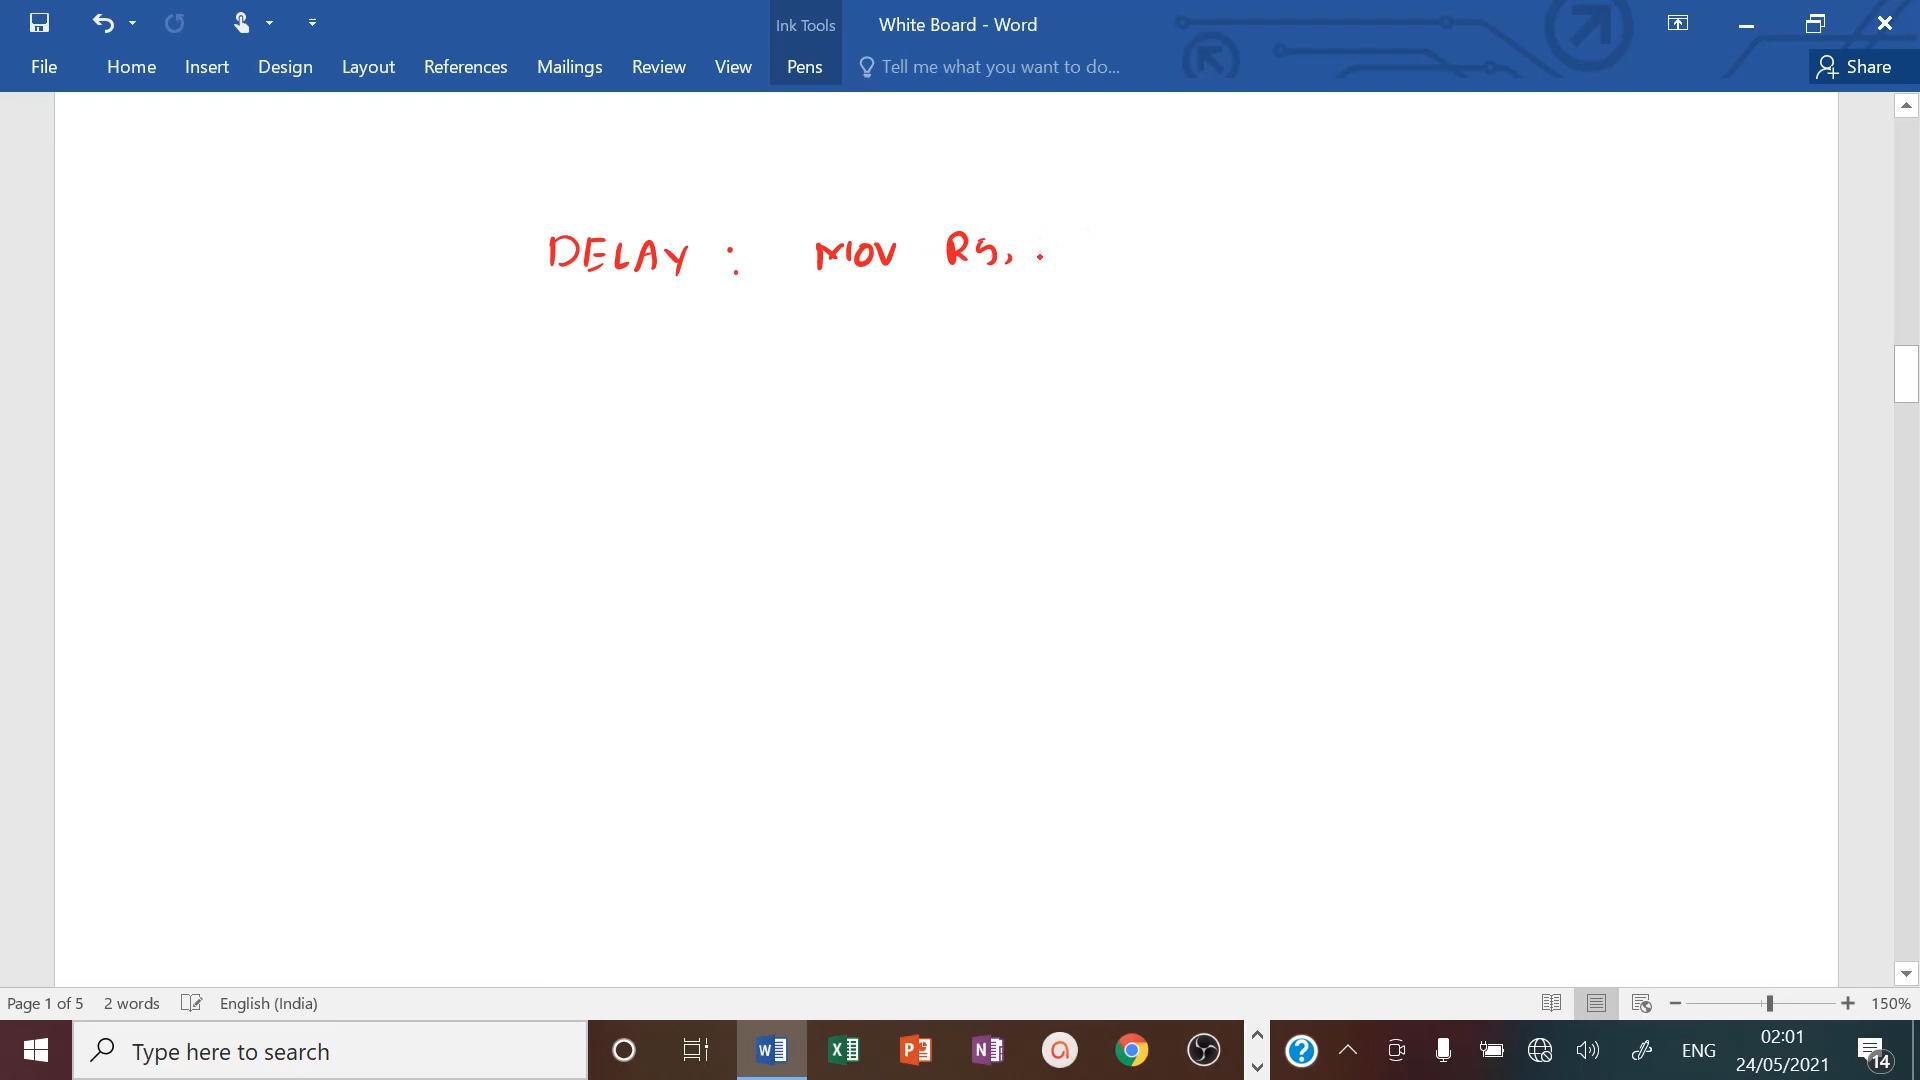 Ink Tools
White Board - Word
File Home Insert Design Layout References Mailings Review View Pens Tell me what you want to do... Share
DELAY : MOV R5, .
Page 1 of 5 2 words English (India) 150%
Type here to search
ENG
02:01
24/05/2021
14